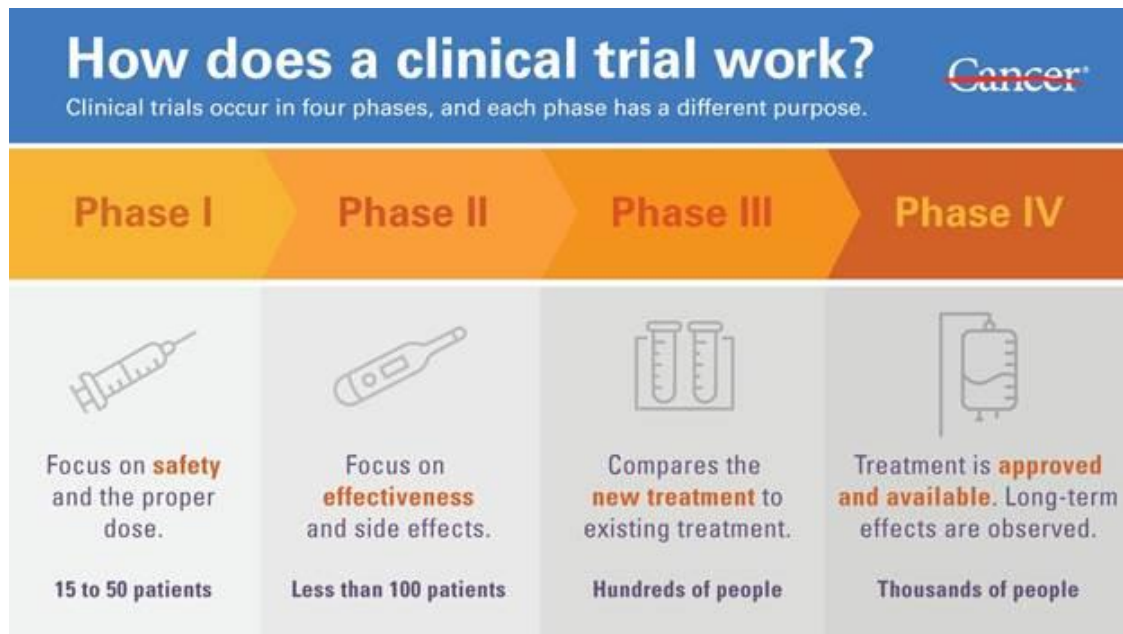 How does a clinical trial work?
Cancer®
Clinical trials occur in four phases, and each phase has a different purpose.
Phase I
Phase II
Phase III
Phase IV
Focus on safety
and the proper
dose.
15 to 50 patients
Focus on
effectiveness
and side effects.
Less than 100 patients
Compares the
new treatment to
existing treatment.
Hundreds of people
Treatment is approved
and available. Long-term
effects are observed.
Thousands of people